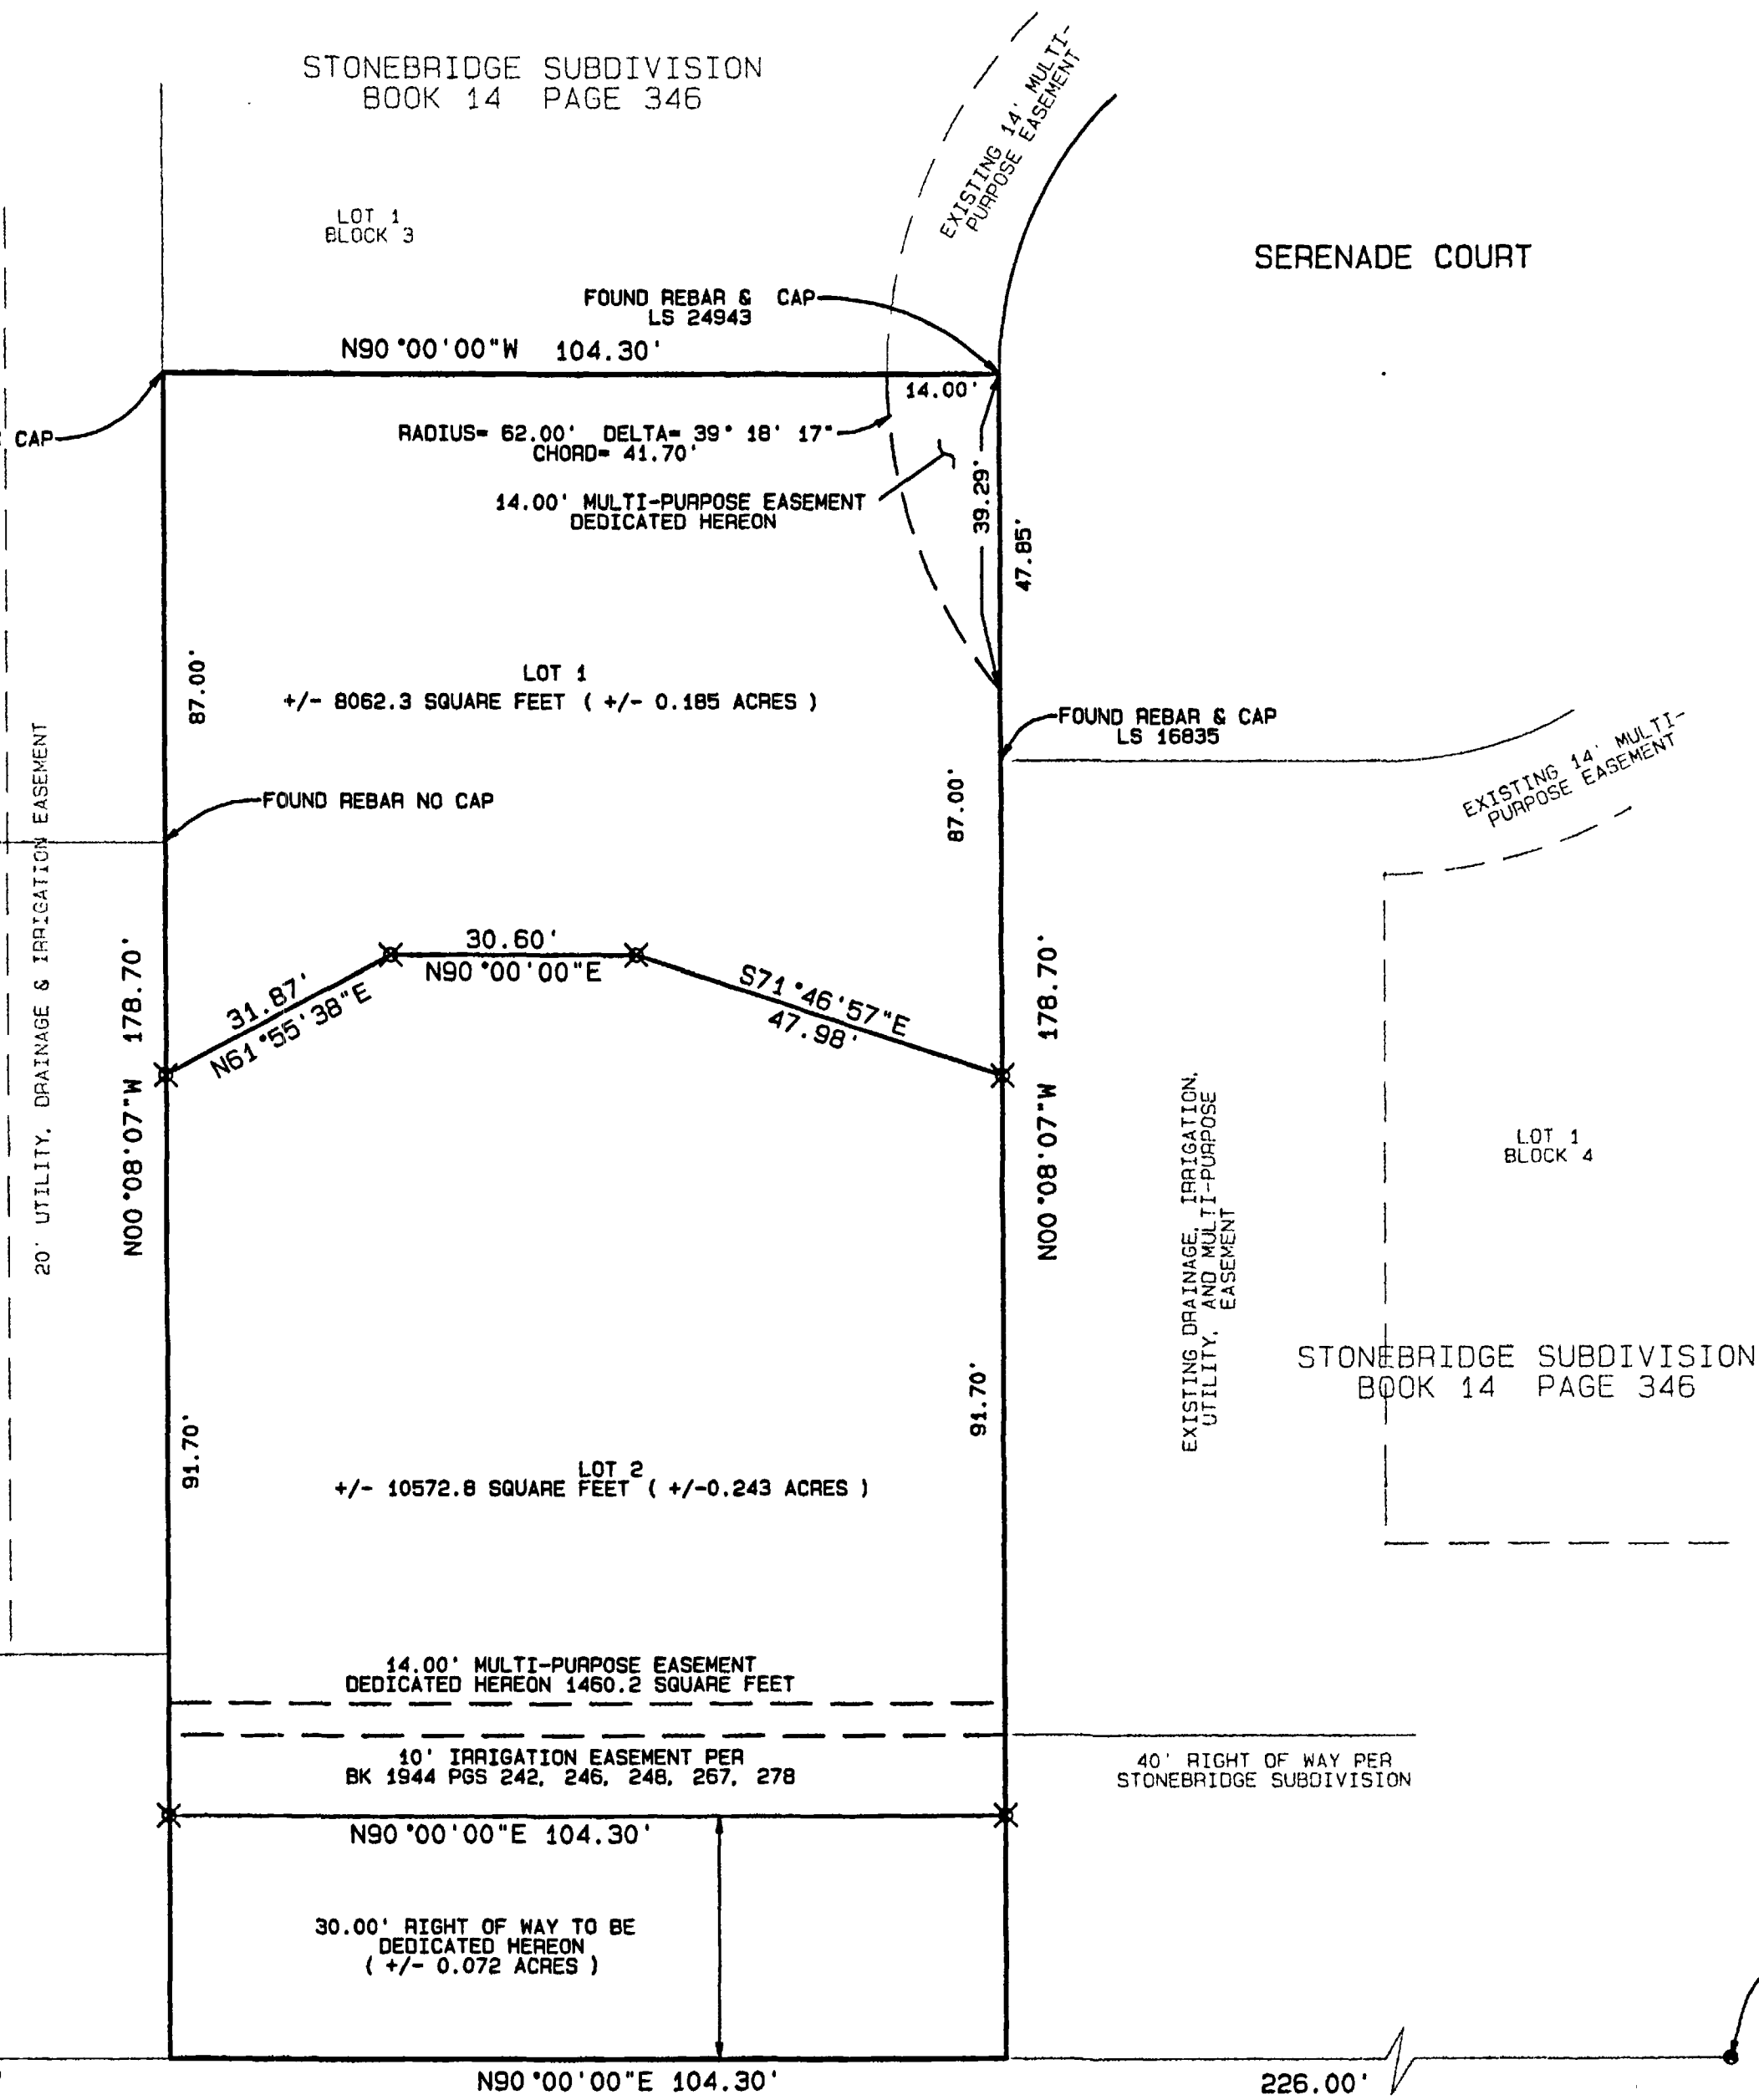 STONEBRIDGE SUBDIVISION
BOOK 14 PAGE 346
EXISTING 14' MULTI-
PURPOSE EASEMENT
LOT 1
BLOCK 3
SERENADE COURT
FOUND REBAR & CAP
LS 24943
N90°00'00"W 104.30'
14.00'
CAP
RADIUS= 62.00' DELTA= 39° 18' 17"
CHORD= 41.70'
14.00' MULTI-PURPOSE EASEMENT
DEDICATED HEREON
39.29'
47.85'
87.00'
LOT 1
+/- 8062.3 SQUARE FEET ( +/- 0.185 ACRES )
FOUND REBAR & CAP
LS 16835
EXISTING 14' MULTI-
PURPOSE EASEMENT
FOUND REBAR NO CAP
87.00'
20' UTILITY, DRAINAGE & IRRIGATION EASEMENT
N00°08'07"W 178.70'
31.87'
N61°55'38"E
30.60'
N90°00'00"E
S71°46'57"E
47.98'
N00°08'07"W 178.70'
EXISTING DRAINAGE, IRRIGATION,
UTILITY, AND MULTI-PURPOSE
EASEMENT
LOT 1
BLOCK 4
STONEBRIDGE SUBDIVISION
BOOK 14 PAGE 346
91.70'
91.70'
LOT 2
+/- 10572.8 SQUARE FEET ( +/-0.243 ACRES )
14.00' MULTI-PURPOSE EASEMENT
DEDICATED HEREON 1460.2 SQUARE FEET
10' IRRIGATION EASEMENT PER
BK 1944 PGS 242, 246, 248, 267, 278
40' RIGHT OF WAY PER
STONEBRIDGE SUBDIVISION
N90°00'00"E 104.30'
30.00' RIGHT OF WAY TO BE
DEDICATED HEREON
( +/- 0.072 ACRES )
N90°00'00"E 104.30'
226.00'